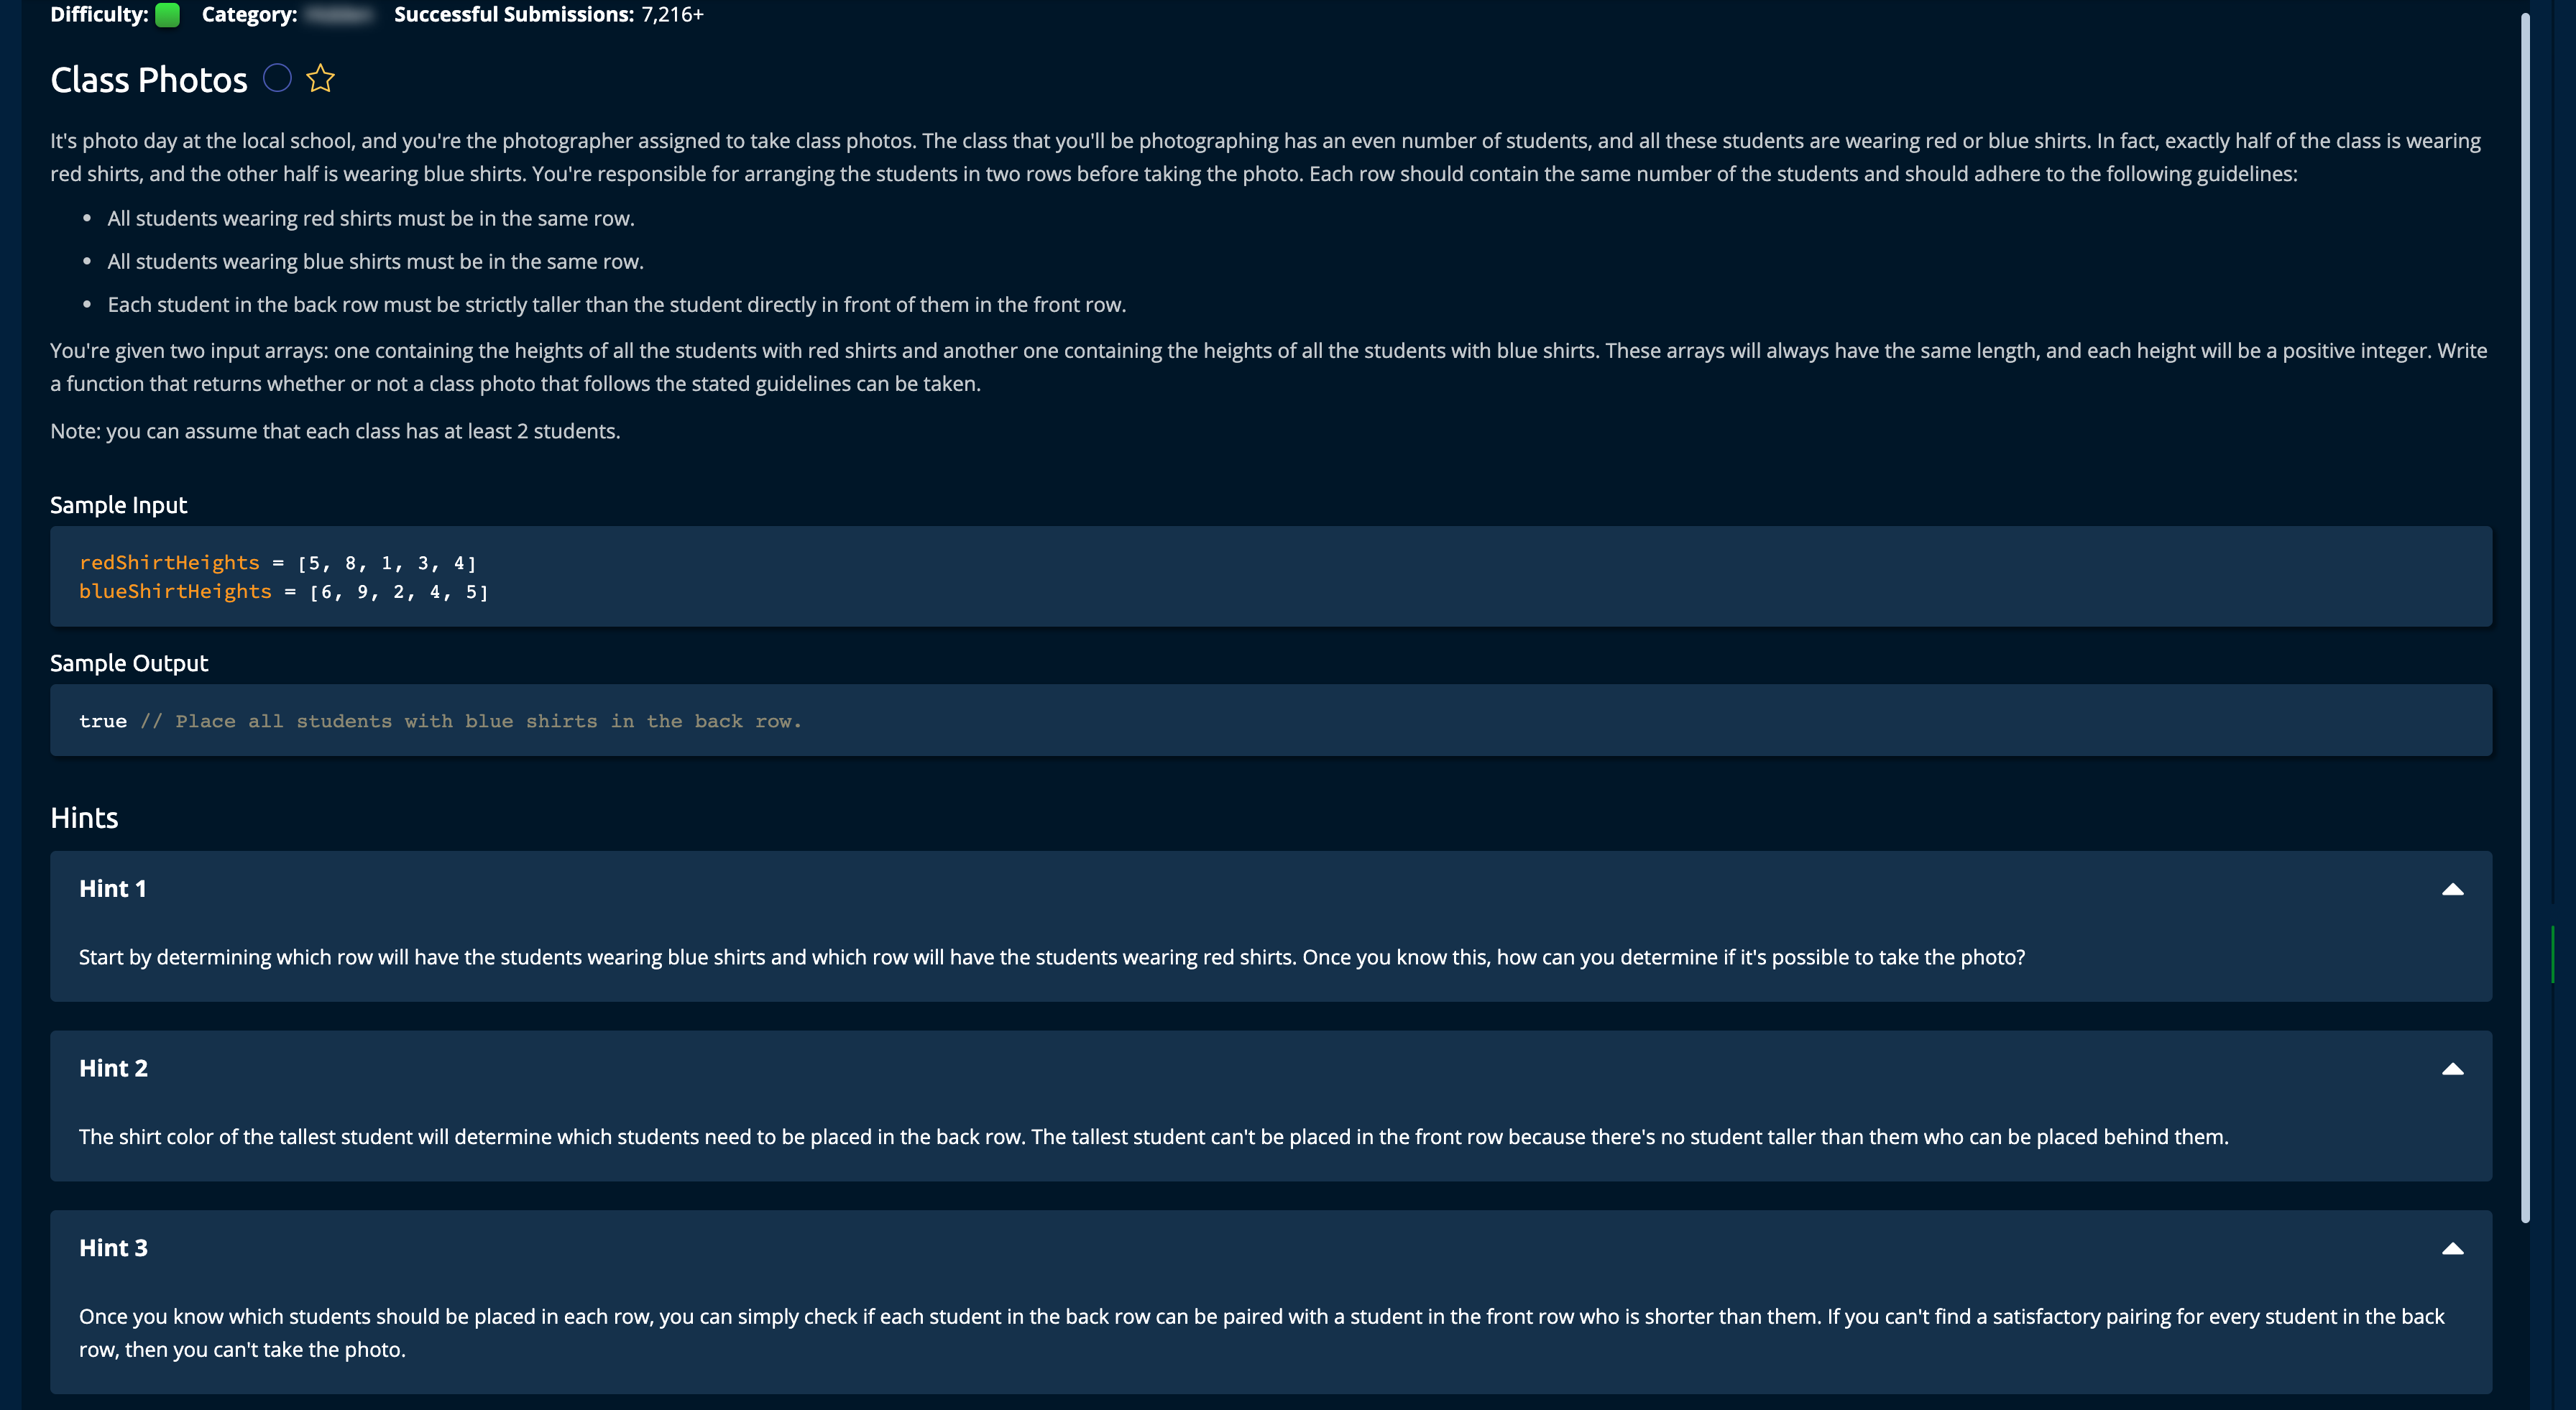 Difficulty: Category: Successful Submissions: 7,216+
Class Photos
It's photo day at the local school, and you're the photographer assigned to take class photos. The class that you'll be photographing has an even number of students, and all these students are wearing red or blue shirts. In fact, exactly half of the class is wearing
red shirts, and the other half is wearing blue shirts. You're responsible for arranging the students in two rows before taking the photo. Each row should contain the same number of the students and should adhere to the following guidelines:
• All students wearing red shirts must be in the same row.
• All students wearing blue shirts must be in the same row.
• Each student in the back row must be strictly taller than the student directly in front of them in the front row.
You're given two input arrays: one containing the heights of all the students with red shirts and another one containing the heights of all the students with blue shirts. These arrays will always have the same length, and each height will be a positive integer. Write
a function that returns whether or not a class photo that follows the stated guidelines can be taken.
Note: you can assume that each class has at least 2 students.
Sample Input
redShirtHeights = [5, 8, 1, 3, 4]
blueShirtHeights = [6, 9, 2, 4, 5]
Sample Output
true // Place all students with blue shirts in the back row.
Hints
Hint 1
Start by determining which row will have the students wearing blue shirts and which row will have the students wearing red shirts. Once you know this, how can you determine if it's possible to take the photo?
Hint 2
The shirt color of the tallest student will determine which students need to be placed in the back row. The tallest student can't be placed in the front row because there's no student taller than them who can be placed behind them.
Hint 3
Once you know which students should be placed in each row, you can simply check if each student in the back row can be paired with a student in the front row who is shorter than them. If you can't find a satisfactory pairing for every student in the back
row, then you can't take the photo.